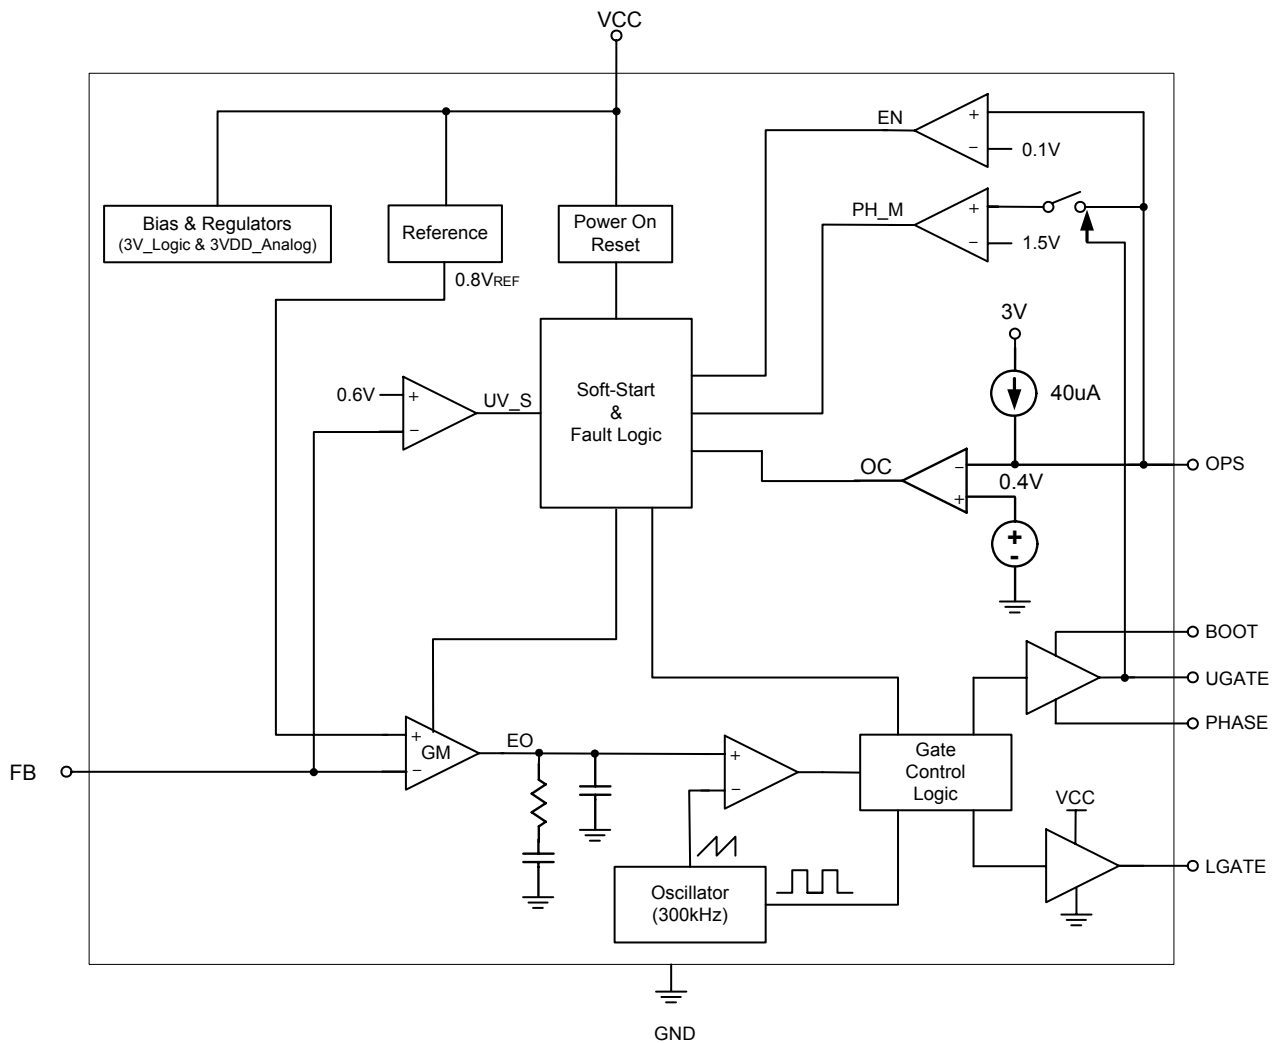 VCC
EN
+
−
0.1V
PH_M
+
−
1.5V
Bias & Regulators
(3V_Logic & 3VDD_Analog)
Reference
Power On
Reset
0.8VREF
3V
40uA
0.6V
+
−
UV_S
Soft-Start
&
Fault Logic
OC
−
+
0.4V
+
-
OPS
BOOT
UGATE
PHASE
+
−
GM
EO
FB
+
−
Gate
Control
Logic
VCC
LGATE
Oscillator
(300kHz)
GND